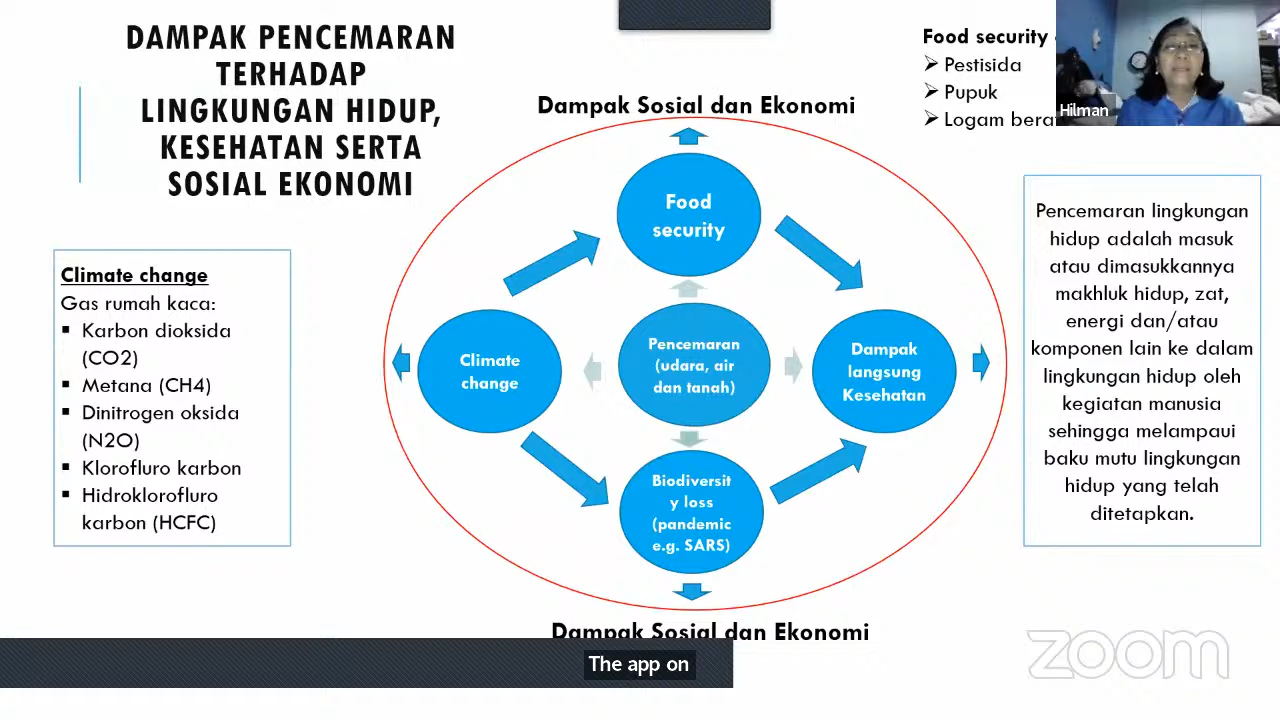 DAMPAK PENCEMARAN
TERHADAP
LINGKUNGAN HIDUP,
KESEHATAN SERTA
SOSIAL EKONOMI
Food security
➢ Pestisida
➢ Pupuk
➢ Logam bera
Hilman
Dampak Sosial dan Ekonomi
Food
security
Climate
change
Pencemaran
(udara, air
dan tanah)
Dampak
langsung
Kesehatan
Biodiversit
y loss
(pandemic
e.g. SARS)
Dampak Sosial dan Ekonomi
Climate change
Gas rumah kaca:
▪ Karbon dioksida
(CO2)
▪ Metana (CH4)
▪ Dinitrogen oksida
(N2O)
▪ Klorofluro karbon
▪ Hidroklorofluro
karbon (HCFC)
Pencemaran lingkungan
hidup adalah masuk
atau dimasukkannya
makhluk hidup, zat,
energi dan/atau
komponen lain ke dalam
lingkungan hidup oleh
kegiatan manusia
sehingga melampaui
baku mutu lingkungan
hidup yang telah
ditetapkan.
The app on
zoom